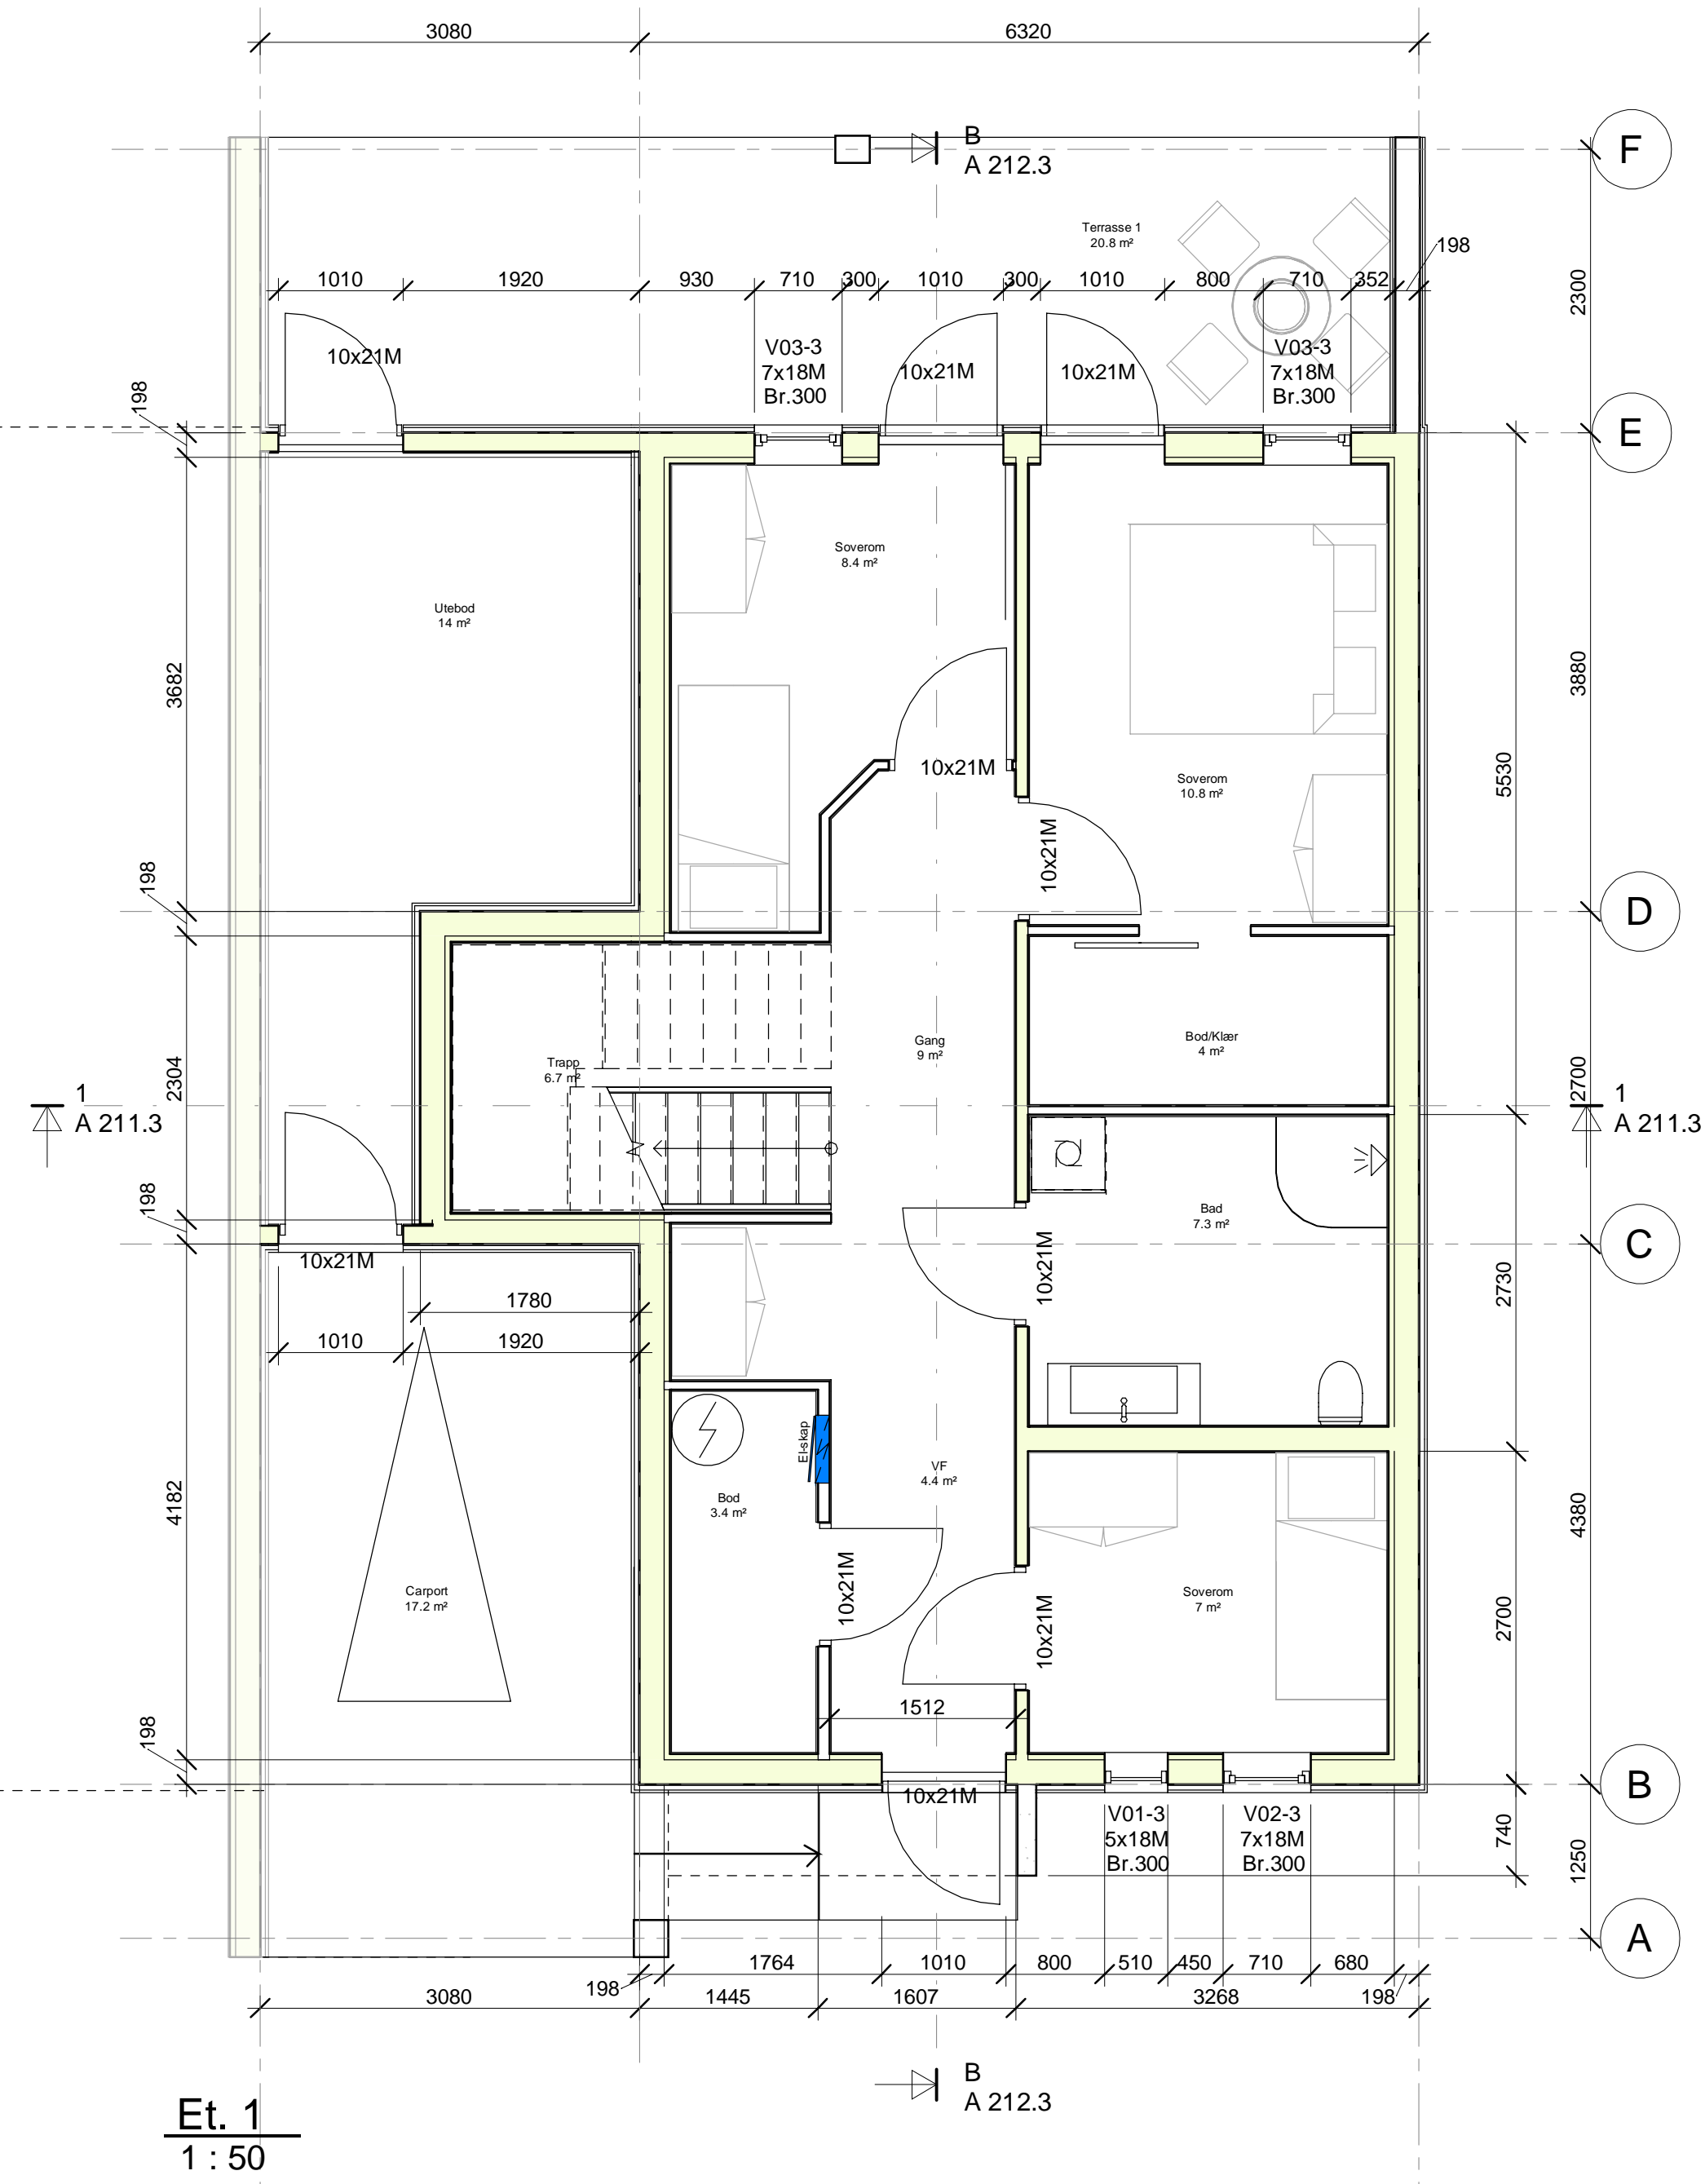 3080
6320
B
A 212.3
F
Terrasse 1
20.8 m²
198
1010
1920
930
710
300
1010
300
1010
800
710
352
2300
10x21M
V03-3
7x18M
Br.300
10x21M
10x21M
V03-3
7x18M
Br.300
198
E
Soverom
8.4 m²
Utebod
14 m²
3682
3880
5530
10x21M
Soverom
10.8 m²
10x21M
198
D
Bod/Klær
4 m²
Gang
9 m²
Trapp
6.7 m²
2304
2700
1
A 211.3
1
A 211.3
198
Bad
7.3 m²
C
10x21M
10x21M
1780
1010
1920
2730
El-skap
VF
4.4 m²
Bod
3.4 m²
4182
4380
10x21M
10x21M
Carport
17.2 m²
Soverom
7 m²
2700
1512
198
B
10x21M
V01-3
5x18M
Br.300
V02-3
7x18M
Br.300
740
1250
A
1764
1010
800
510
450
710
680
198
3080
1445
1607
3268
198
B
A 212.3
Et. 1
1 : 50